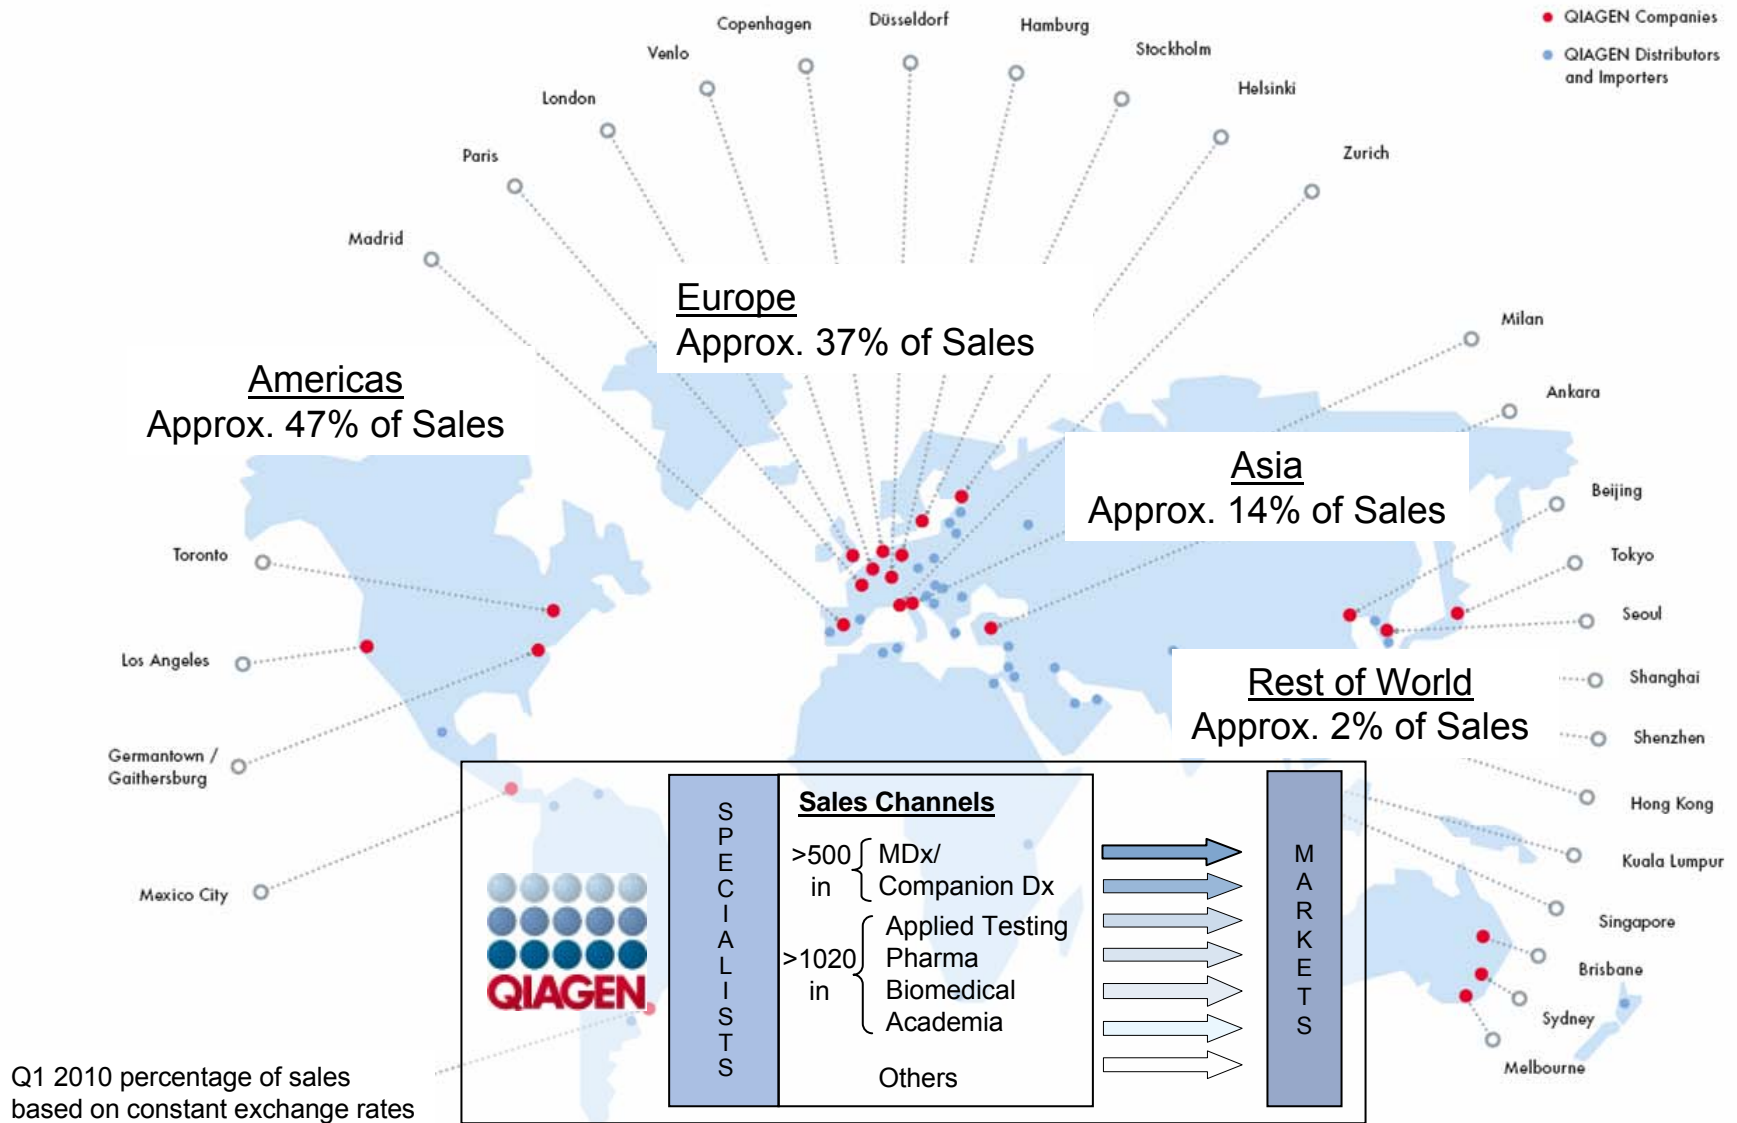 Copenhagen
Düsseldorf
Hamburg
Venlo
Stockholm
London
Helsinki
Paris
Zurich
Madrid
QIAGEN Companies
QIAGEN Distributors
and Importers
Europe
Approx. 37% of Sales
Americas
Approx. 47% of Sales
Milan
Ankara
Asia
Approx. 14% of Sales
Beijing
Tokyo
Seoul
Shanghai
Shenzhen
Hong Kong
Kuala Lumpur
Singapore
Brisbane
Sydney
Melbourne
Rest of World
Approx. 2% of Sales
Toronto
Los Angeles
Germantown /
Gaithersburg
Mexico City
QIAGEN
SPECIALISTS
Sales Channels
>500
in
MDx/
Companion Dx
>1020
in
Applied Testing
Pharma
Biomedical
Academia
Others
MARKETS
Q1 2010 percentage of sales
based on constant exchange rates